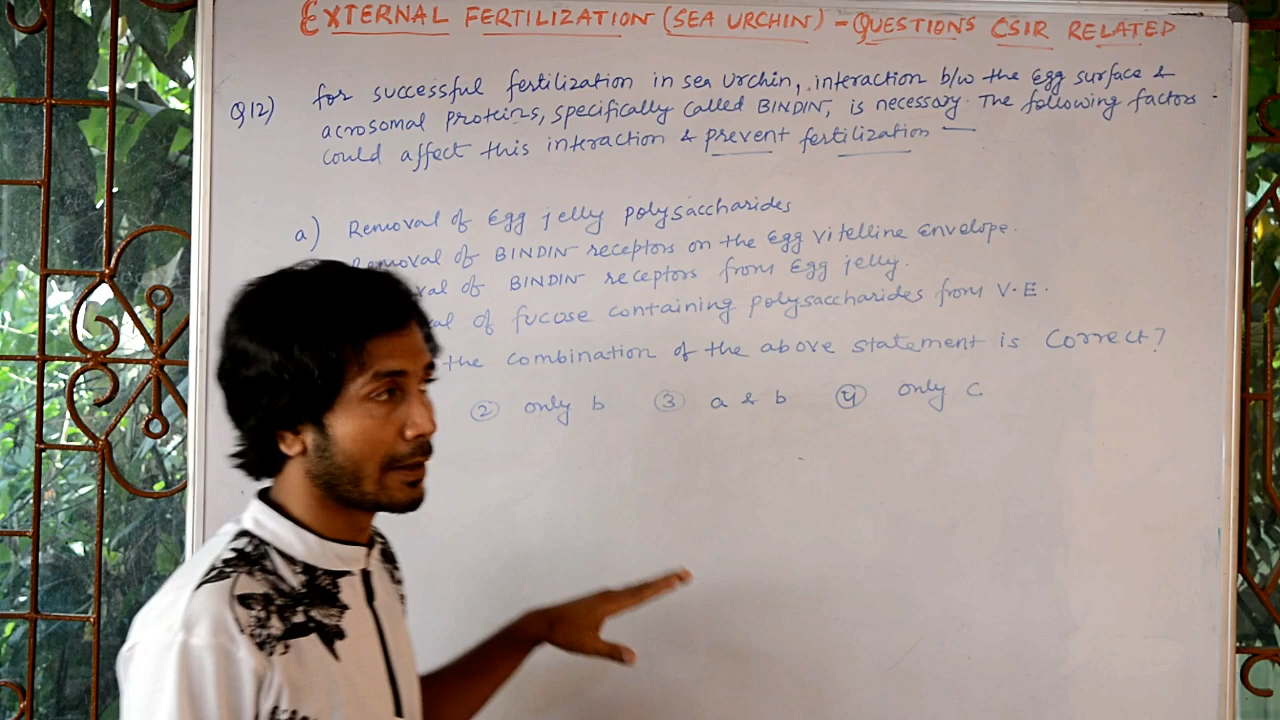 EXTERNAL FERTILIZATION (SEA URCHIN) - QUESTIONS CSIR RELATED
Q12) for successful fertilization in sea urchin, interaction b/w the Egg surface &
acrosomal proteins, specifically called BINDIN, is necessary. The following factors
could affect this interaction & prevent fertilization —
a) Removal of Egg jelly polysaccharides
Removal of BINDIN receptors on the Egg vitelline Envelope.
val of BINDIN receptors from Egg jelly.
al of fucose containing polysaccharides from V.E.
the combination of the above statement is Correct?
② only b ③ a & b ④ only c